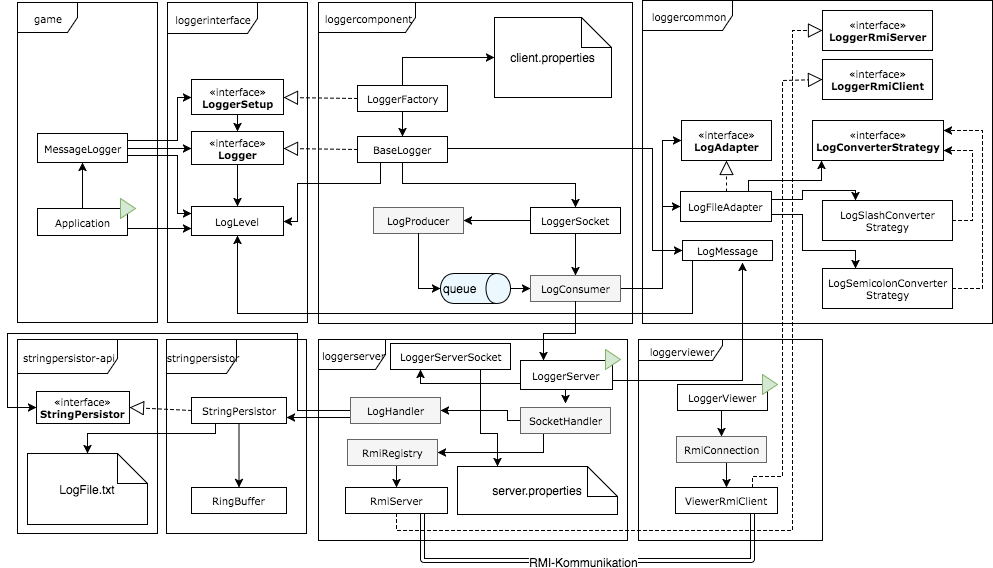 game
loggerinterface
loggercomponent
loggercommon
«interface»
LoggerRmiServer
client.properties
«interface»
LoggerRmiClient
«interface»
LoggerSetup
LoggerFactory
MessageLogger
«interface»
Logger
BaseLogger
«interface»
LogAdapter
«interface»
LogConverterStrategy
Application
LogLevel
LogProducer
LoggerSocket
LogFileAdapter
LogSlashConverter
Strategy
LogMessage
queue
LogConsumer
LogSemicolonConverter
Strategy
stringpersistor-api
stringpersistor
loggerserver
LoggerServerSocket
LoggerServer
loggerviewer
«interface»
StringPersistor
StringPersistor
LogHandler
SocketHandler
LoggerViewer
RmiRegistry
RmiConnection
LogFile.txt
RingBuffer
RmiServer
server.properties
ViewerRmiClient
RMI-Kommunikation